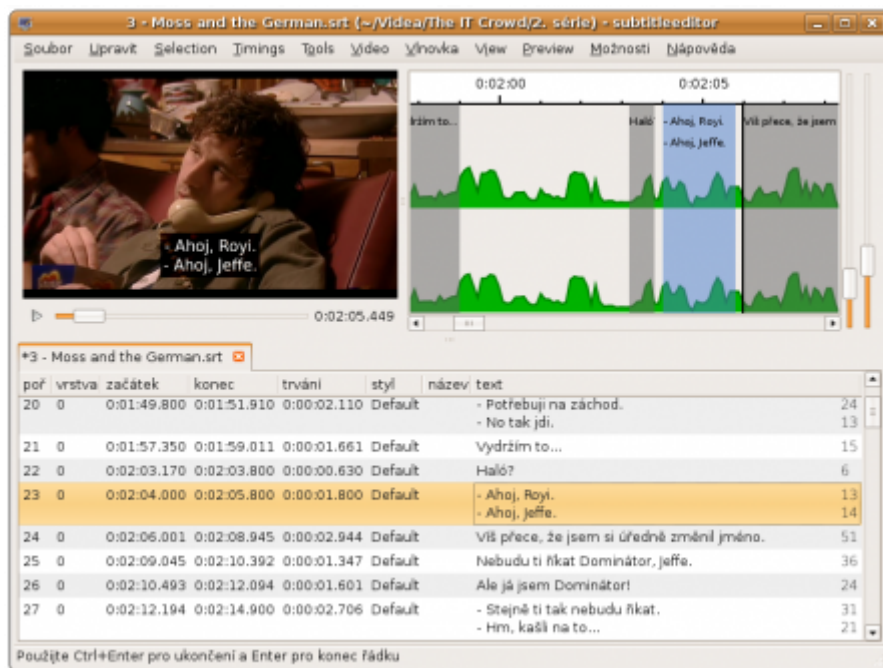 3 - Moss and the German.srt (~/Videa/The IT Crowd/2. série) - subtitleeditor
Soubor Upravit Selection Timings Tools Video Vlnovka View Preview Možnosti Nápověda
0:02:00 0:02:05
držím to... Haló? - Ahoj, Royi. Víš přece, že jsem
- Ahoj, Jeffe.
- Ahoj, Royi.
- Ahoj, Jeffe.
0:02:05.449
*3 - Moss and the German.srt
poř vrstva začátek konec trvání styl název text
20 0 0:01:49.800 0:01:51.910 0:00:02.110 Default - Potřebuji na záchod. 24
- No tak jdi. 13
21 0 0:01:57.350 0:01:59.011 0:00:01.661 Default Vydržím to... 15
22 0 0:02:03.170 0:02:03.800 0:00:00.630 Default Haló? 6
23 0 0:02:04.000 0:02:05.800 0:00:01.800 Default - Ahoj, Royi. 13
- Ahoj, Jeffe. 14
24 0 0:02:06.001 0:02:08.945 0:00:02.944 Default Víš přece, že jsem si úředně změnil jméno. 51
25 0 0:02:09.045 0:02:10.392 0:00:01.347 Default Nebudu ti říkat Dominátor, Jeffe. 36
26 0 0:02:10.493 0:02:12.094 0:00:01.601 Default Ale já jsem Dominátor! 24
27 0 0:02:12.194 0:02:14.900 0:00:02.706 Default - Stejně ti tak nebudu říkat. 31
- Hm, kašli na to... 21
Použijte Ctrl+Enter pro ukončení a Enter pro konec řádku